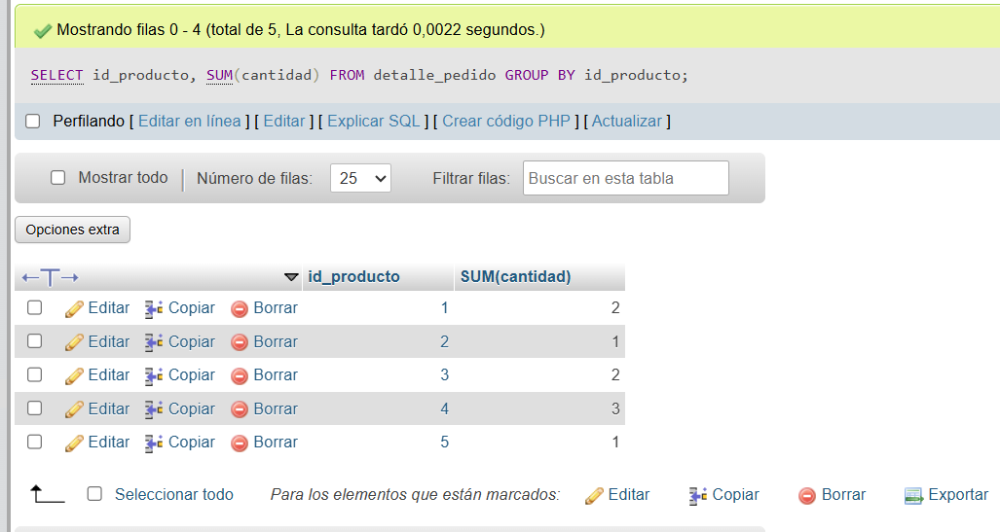 Mostrando filas 0 - 4 (total de 5, La consulta tardó 0,0022 segundos.)
SELECT id_producto, SUM(cantidad) FROM detalle_pedido GROUP BY id_producto;
Perfilando [ Editar en línea ] [ Editar ] [ Explicar SQL ] [ Crear código PHP ] [ Actualizar ]
Mostrar todo | Número de filas: 25 Filtrar filas: Buscar en esta tabla
Opciones extra
id_producto SUM(cantidad)
Editar Copiar Borrar 1 2
Editar Copiar Borrar 2 1
Editar Copiar Borrar 3 2
Editar Copiar Borrar 4 3
Editar Copiar Borrar 5 1
Seleccionar todo Para los elementos que están marcados: Editar Copiar Borrar Exportar